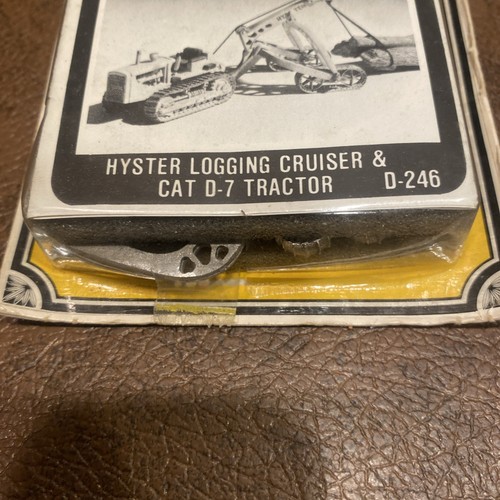 HYSTER LOGGING CRUISER &
CAT D-7 TRACTOR D-246